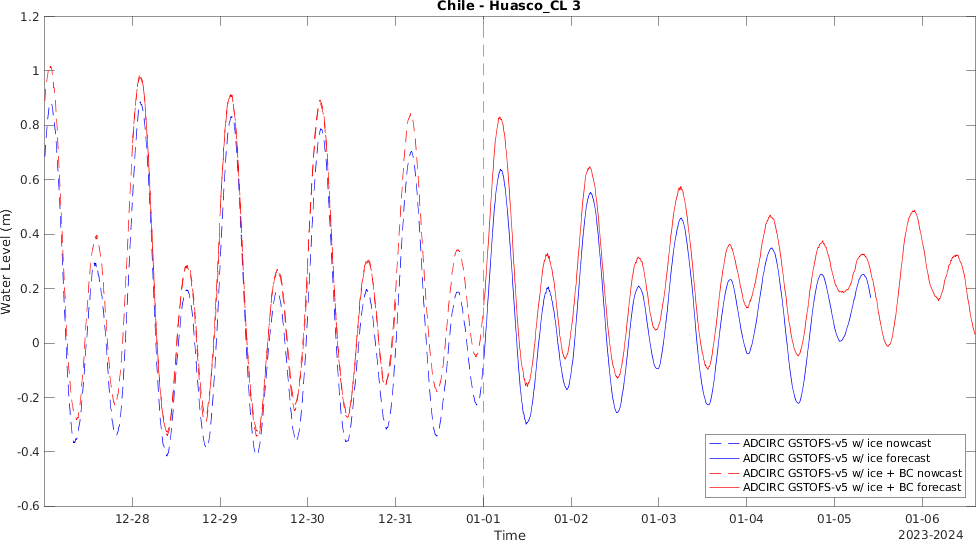 Chile - Huasco_CL 3
1.2
1
0.8
0.6
0.4
0.2
0
-0.2
-0.4
-0.6
Water Level (m)
12-28 12-29 12-30 12-31 01-01 01-02 01-03 01-04 01-05 01-06
Time
2023-2024
ADCIRC GSTOFS-v5 w/ ice nowcast
ADCIRC GSTOFS-v5 w/ ice forecast
ADCIRC GSTOFS-v5 w/ ice + BC nowcast
ADCIRC GSTOFS-v5 w/ ice + BC forecast